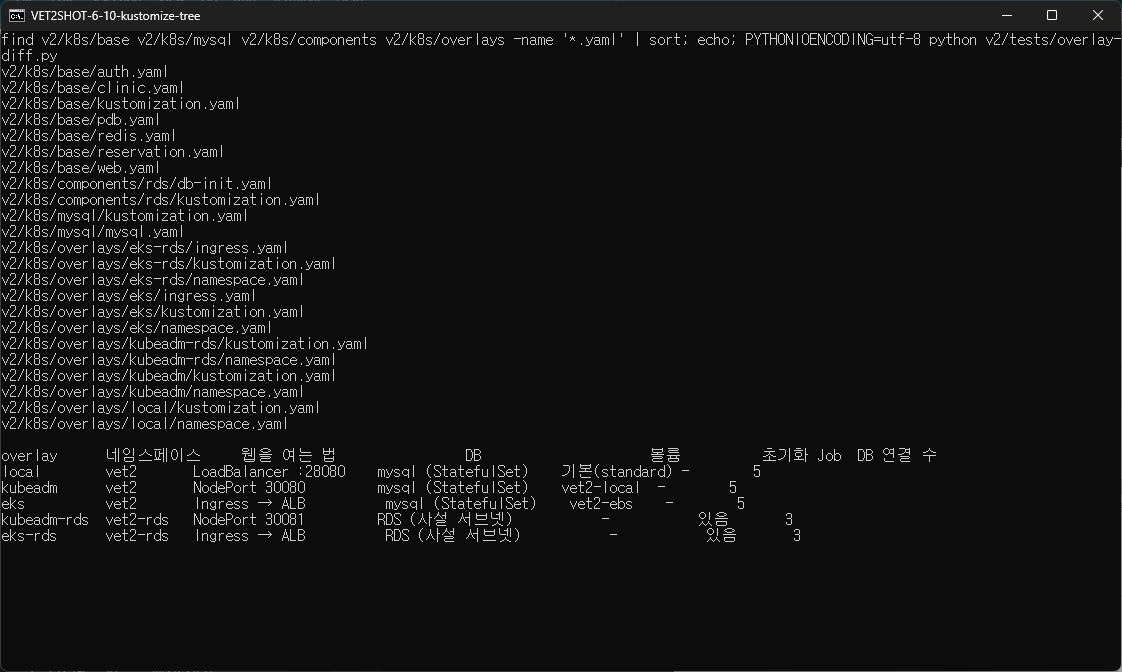 VET2SHOT-6-10-kustomize-tree
find v2/k8s/base v2/k8s/mysql v2/k8s/components v2/k8s/overlays -name '*.yaml' | sort; echo; PYTHONIOENCODING=utf-8 python v2/tests/overlay-
diff.py
v2/k8s/base/auth.yaml
v2/k8s/base/clinic.yaml
v2/k8s/base/kustomization.yaml
v2/k8s/base/pdb.yaml
v2/k8s/base/redis.yaml
v2/k8s/base/reservation.yaml
v2/k8s/base/web.yaml
v2/k8s/components/rds/db-init.yaml
v2/k8s/components/rds/kustomization.yaml
v2/k8s/mysql/kustomization.yaml
v2/k8s/mysql/mysql.yaml
v2/k8s/overlays/eks-rds/ingress.yaml
v2/k8s/overlays/eks-rds/kustomization.yaml
v2/k8s/overlays/eks-rds/namespace.yaml
v2/k8s/overlays/eks/ingress.yaml
v2/k8s/overlays/eks/kustomization.yaml
v2/k8s/overlays/eks/namespace.yaml
v2/k8s/overlays/kubeadm-rds/kustomization.yaml
v2/k8s/overlays/kubeadm-rds/namespace.yaml
v2/k8s/overlays/kubeadm/kustomization.yaml
v2/k8s/overlays/kubeadm/namespace.yaml
v2/k8s/overlays/local/kustomization.yaml
v2/k8s/overlays/local/namespace.yaml
overlay 네임스페이스 웹을 여는 법 DB 볼륨 초기화 Job DB 연결 수
local vet2 LoadBalancer :28080 mysql (StatefulSet) 기본(standard) - 5
kubeadm vet2 NodePort 30080 mysql (StatefulSet) vet2-local - 5
eks vet2 Ingress → ALB mysql (StatefulSet) vet2-ebs - 5
kubeadm-rds vet2-rds NodePort 30081 RDS (사설 서브넷) - 있음 3
eks-rds vet2-rds Ingress → ALB RDS (사설 서브넷) - 있음 3